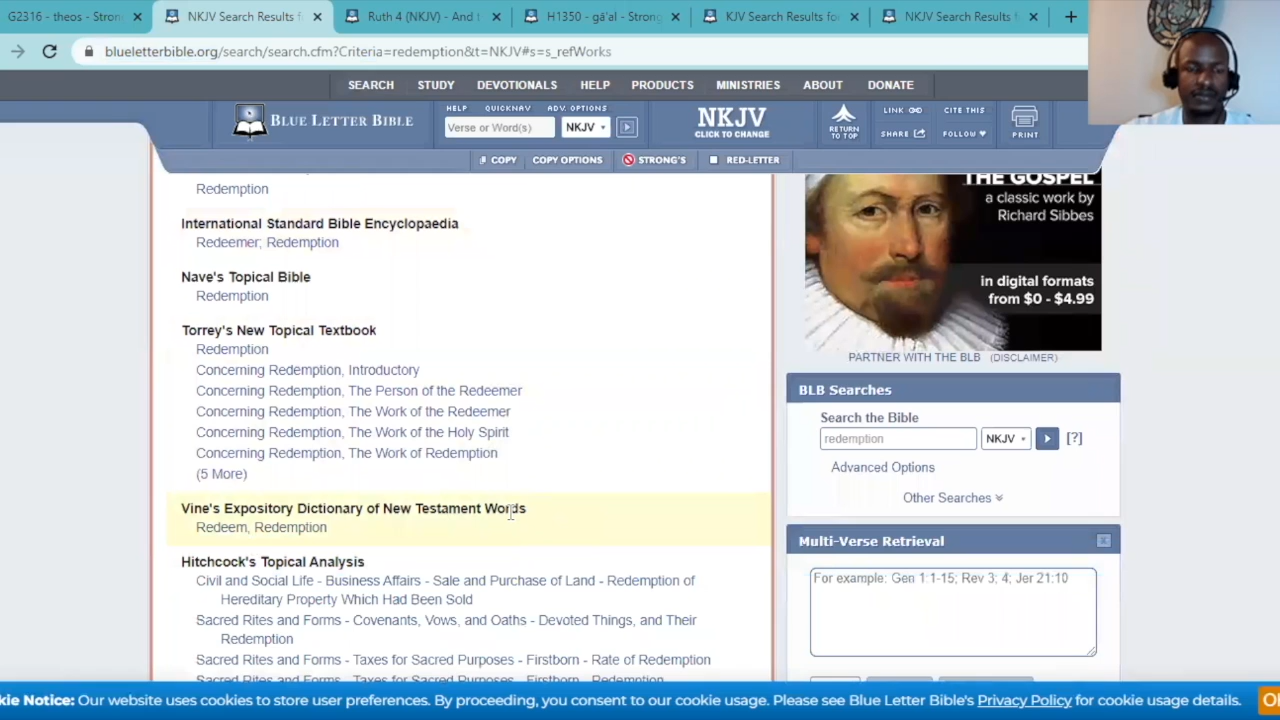 G2316 - theos - Stron
NKJV Search Results f
Ruth 4 (NKJV) - And t
H1350 - gā'al - Strong
KJV Search Results fo
NKJV Search Results f
blueletterbible.org/search/search.cfm?Criteria=redemption&t=NKJV#s=s_refWorks
SEARCH STUDY DEVOTIONALS HELP PRODUCTS MINISTRIES ABOUT DONATE
BLUE LETTER BIBLE
HELP QUICKNAV ADV. OPTIONS
Verse or Word(s) NKJV
NKJV
CLICK TO CHANGE
RETURN
TO TOP
LINK CITE THIS
SHARE FOLLOW
PRINT
COPY COPY OPTIONS STRONG'S RED-LETTER
Redemption
International Standard Bible Encyclopaedia
Redeemer; Redemption
Nave's Topical Bible
Redemption
Torrey's New Topical Textbook
Redemption
Concerning Redemption, Introductory
Concerning Redemption, The Person of the Redeemer
Concerning Redemption, The Work of the Redeemer
Concerning Redemption, The Work of the Holy Spirit
Concerning Redemption, The Work of Redemption
(5 More)
Vine's Expository Dictionary of New Testament Words
Redeem, Redemption
Hitchcock's Topical Analysis
Civil and Social Life - Business Affairs - Sale and Purchase of Land - Redemption of
Hereditary Property Which Had Been Sold
Sacred Rites and Forms - Covenants, Vows, and Oaths - Devoted Things, and Their
Redemption
Sacred Rites and Forms - Taxes for Sacred Purposes - Firstborn - Rate of Redemption
Sacred Rites and Forms - Taxes for Sacred Purposes - Firstborn - Redemption
THE GOSPEL
a classic work by
Richard Sibbes
in digital formats
from $0 - $4.99
PARTNER WITH THE BLB (DISCLAIMER)
BLB Searches
Search the Bible
redemption NKJV [?]
Advanced Options
Other Searches
Multi-Verse Retrieval
For example: Gen 1:1-15; Rev 3; 4; Jer 21:10
kie Notice: Our website uses cookies to store user preferences. By proceeding, you consent to our cookie usage. Please see Blue Letter Bible's Privacy Policy for cookie usage details.